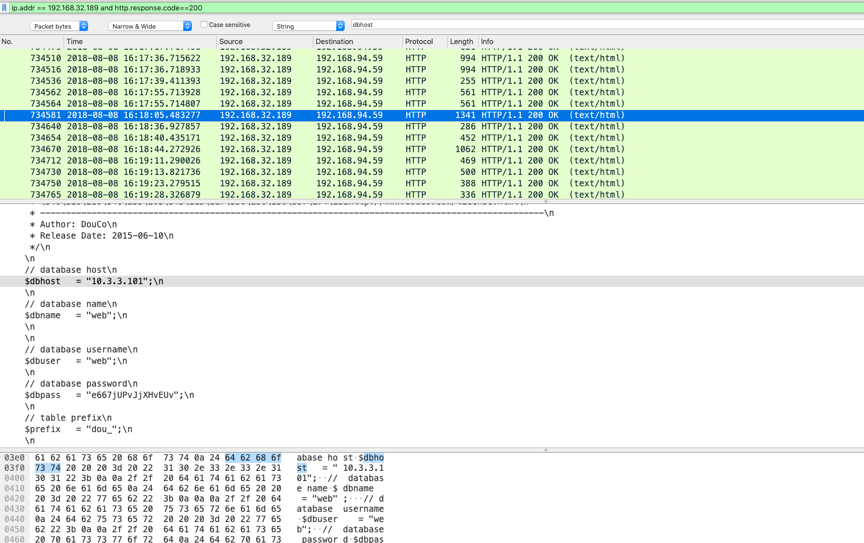 ip.addr == 192.168.32.189 and http.response.code==200
Packet bytes Narrow & Wide Case sensitive String dbhost
No. Time Source Destination Protocol Length Info
734510 2018-08-08 16:17:36.715622 192.168.32.189 192.168.94.59 HTTP 994 HTTP/1.1 200 OK (text/html)
734516 2018-08-08 16:17:36.718933 192.168.32.189 192.168.94.59 HTTP 994 HTTP/1.1 200 OK (text/html)
734536 2018-08-08 16:17:39.411393 192.168.32.189 192.168.94.59 HTTP 255 HTTP/1.1 200 OK (text/html)
734562 2018-08-08 16:17:55.713928 192.168.32.189 192.168.94.59 HTTP 561 HTTP/1.1 200 OK (text/html)
734564 2018-08-08 16:17:55.714807 192.168.32.189 192.168.94.59 HTTP 561 HTTP/1.1 200 OK (text/html)
734581 2018-08-08 16:18:05.483277 192.168.32.189 192.168.94.59 HTTP 1341 HTTP/1.1 200 OK (text/html)
734640 2018-08-08 16:18:36.927857 192.168.32.189 192.168.94.59 HTTP 286 HTTP/1.1 200 OK (text/html)
734654 2018-08-08 16:18:40.435171 192.168.32.189 192.168.94.59 HTTP 452 HTTP/1.1 200 OK (text/html)
734670 2018-08-08 16:18:44.272926 192.168.32.189 192.168.94.59 HTTP 1062 HTTP/1.1 200 OK (text/html)
734712 2018-08-08 16:19:11.290026 192.168.32.189 192.168.94.59 HTTP 469 HTTP/1.1 200 OK (text/html)
734730 2018-08-08 16:19:13.821736 192.168.32.189 192.168.94.59 HTTP 500 HTTP/1.1 200 OK (text/html)
734750 2018-08-08 16:19:23.279515 192.168.32.189 192.168.94.59 HTTP 388 HTTP/1.1 200 OK (text/html)
734765 2018-08-08 16:19:28.326879 192.168.32.189 192.168.94.59 HTTP 336 HTTP/1.1 200 OK (text/html)
\n
* Author: DouCo\n
* Release Date: 2015-06-10\n
*/\n
\n
// database host\n
$dbhost   = "10.3.3.101";\n
\n
// database name\n
$dbname   = "web";\n
\n
\n
// database username\n
$dbuser   = "web";\n
\n
// database password\n
$dbpass   = "e667jUPvJjXHvEUv";\n
\n
// table prefix\n
$prefix   = "dou_";\n
\n
03e0 61 62 61 73 65 20 68 6f 73 74 0a 24 64 62 68 6f abase ho st·$dbho
03f0 73 74 20 20 20 3d 20 22 31 30 2e 33 2e 33 2e 31 st   = " 10.3.3.1
0400 30 31 22 3b 0a 0a 2f 2f 20 64 61 74 61 62 61 73 01";··//  databas
0410 65 20 6e 61 6d 65 0a 24 64 62 6e 61 6d 65 20 20 e name·$ dbname
0420 20 3d 20 22 77 65 62 22 3b 0a 0a 0a 2f 2f 20 64 = "web" ;···// d
0430 61 74 61 62 61 73 65 20 75 73 65 72 6e 61 6d 65 atabase  username
0440 0a 24 64 62 75 73 65 72 20 20 20 3d 20 22 77 65 ·$dbuser    = "we
0450 62 22 3b 0a 0a 2f 2f 20 64 61 74 61 62 61 73 65 b";··//  database
0460 20 70 61 73 73 77 6f 72 64 0a 24 64 62 70 61 73 passwor d·$dbpas